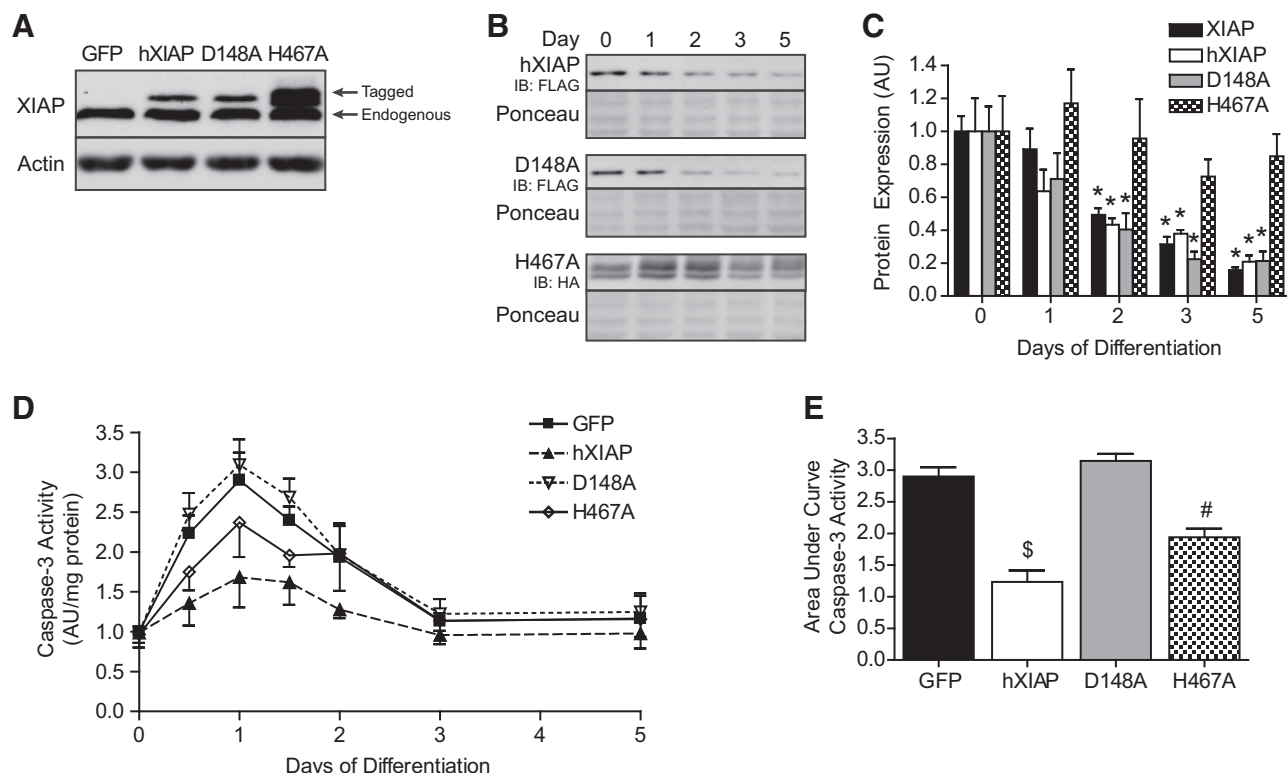 A
GFP hXIAP D148A H467A
XIAP
Tagged
Endogenous
Actin
B
Day 0 1 2 3 5
hXIAP
IB: FLAG
Ponceau
D148A
IB: FLAG
Ponceau
H467A
IB: HA
Ponceau
C
XIAP
hXIAP
D148A
H467A
Protein Expression (AU)
1.4
1.2
1.0
0.8
0.6
0.4
0.2
0.0
* * *
* * *
* * *
0 1 2 3 5
Days of Differentiation
D
GFP
hXIAP
D148A
H467A
Caspase-3 Activity
(AU/mg protein)
3.5
3.0
2.5
2.0
1.5
1.0
0.5
0.0
0 1 2 3 4 5
Days of Differentiation
E
Area Under Curve
Caspase-3 Activity
3.5
3.0
2.5
2.0
1.5
1.0
0.5
0.0
$
#
GFP hXIAP D148A H467A